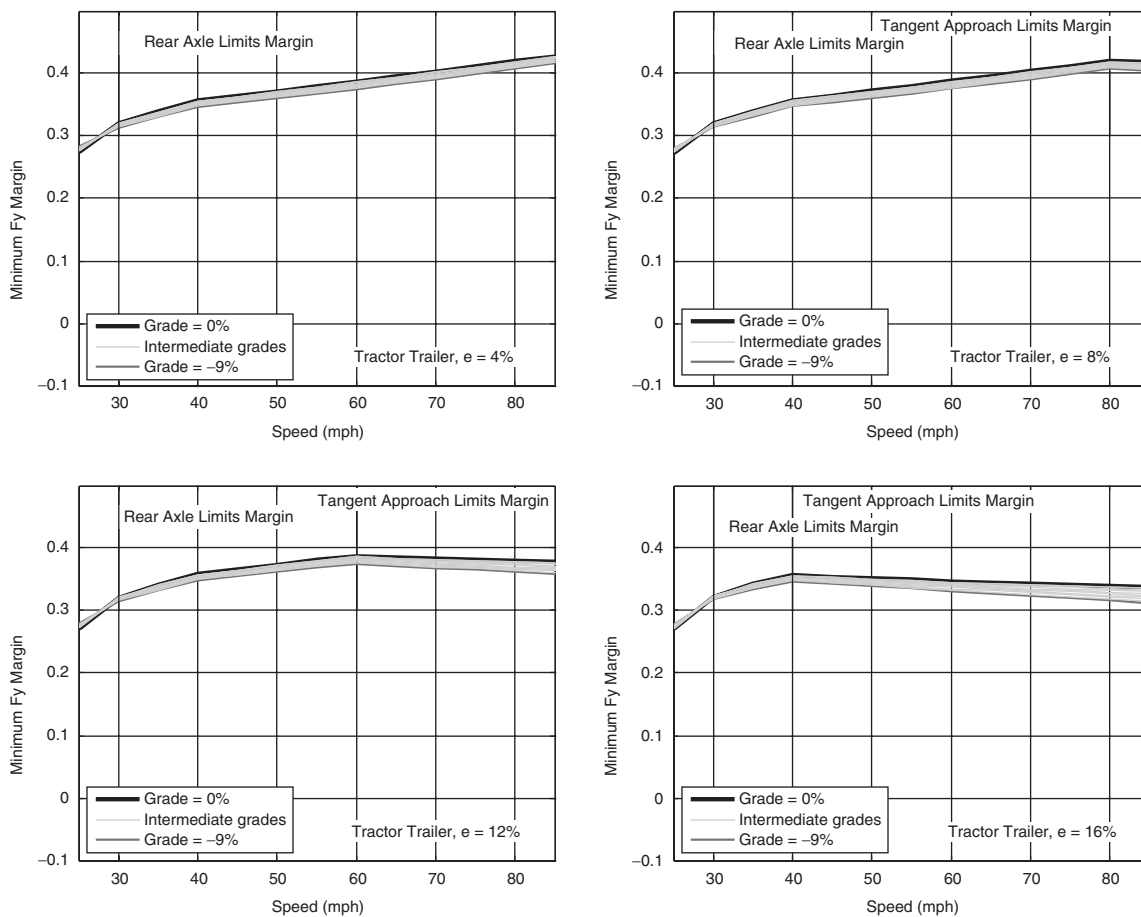 Rear Axle Limits Margin
Minimum Fy Margin
0.4
0.3
0.2
0.1
0
−0.1
Grade = 0%
Intermediate grades
Grade = −9%
Tractor Trailer, e = 4%
30 40 50 60 70 80
Speed (mph)
Tangent Approach Limits Margin
Rear Axle Limits Margin
Minimum Fy Margin
0.4
0.3
0.2
0.1
0
−0.1
Grade = 0%
Intermediate grades
Grade = −9%
Tractor Trailer, e = 8%
30 40 50 60 70 80
Speed (mph)
Tangent Approach Limits Margin
Rear Axle Limits Margin
Minimum Fy Margin
0.4
0.3
0.2
0.1
0
−0.1
Grade = 0%
Intermediate grades
Grade = −9%
Tractor Trailer, e = 12%
30 40 50 60 70 80
Speed (mph)
Tangent Approach Limits Margin
Rear Axle Limits Margin
Minimum Fy Margin
0.4
0.3
0.2
0.1
0
−0.1
Grade = 0%
Intermediate grades
Grade = −9%
Tractor Trailer, e = 16%
30 40 50 60 70 80
Speed (mph)